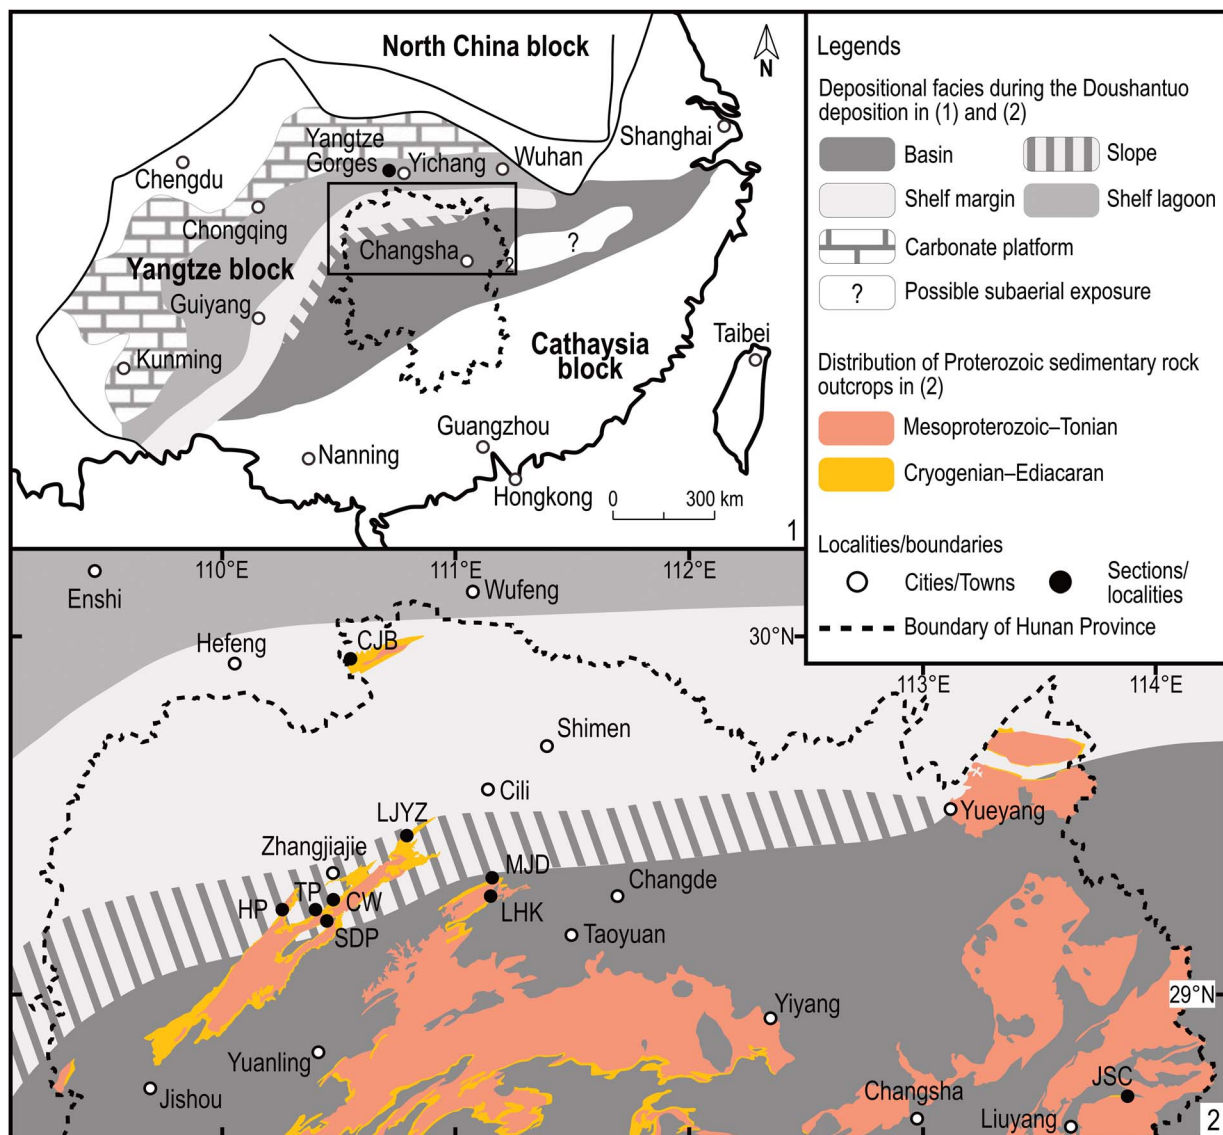 North China block
N
Shanghai
Yangtze
Gorges
Yichang
Wuhan
Chengdu
Chongqing
Changsha
2
?
Yangtze block
Guiyang
Kunming
Cathaysia
block
Taibei
Guangzhou
Nanning
Hongkong
0 300 km
1
Legends
Depositional facies during the Doushantuo
deposition in (1) and (2)
Basin
Slope
Shelf margin
Shelf lagoon
Carbonate platform
? Possible subaerial exposure
Distribution of Proterozoic sedimentary rock
outcrops in (2)
Mesoproterozoic–Tonian
Cryogenian–Ediacaran
Localities/boundaries
Cities/Towns
Sections/
localities
Boundary of Hunan Province
110°E
111°E
112°E
Enshi
Wufeng
Hefeng
CJB
30°N
113°E
114°E
Shimen
Cili
LJYZ
Yueyang
Zhangjiajie
MJD
Changde
HP
TP
CW
LHK
SDP
Taoyuan
29°N
Yiyang
Yuanling
Jishou
Changsha
JSC
Liuyang
2